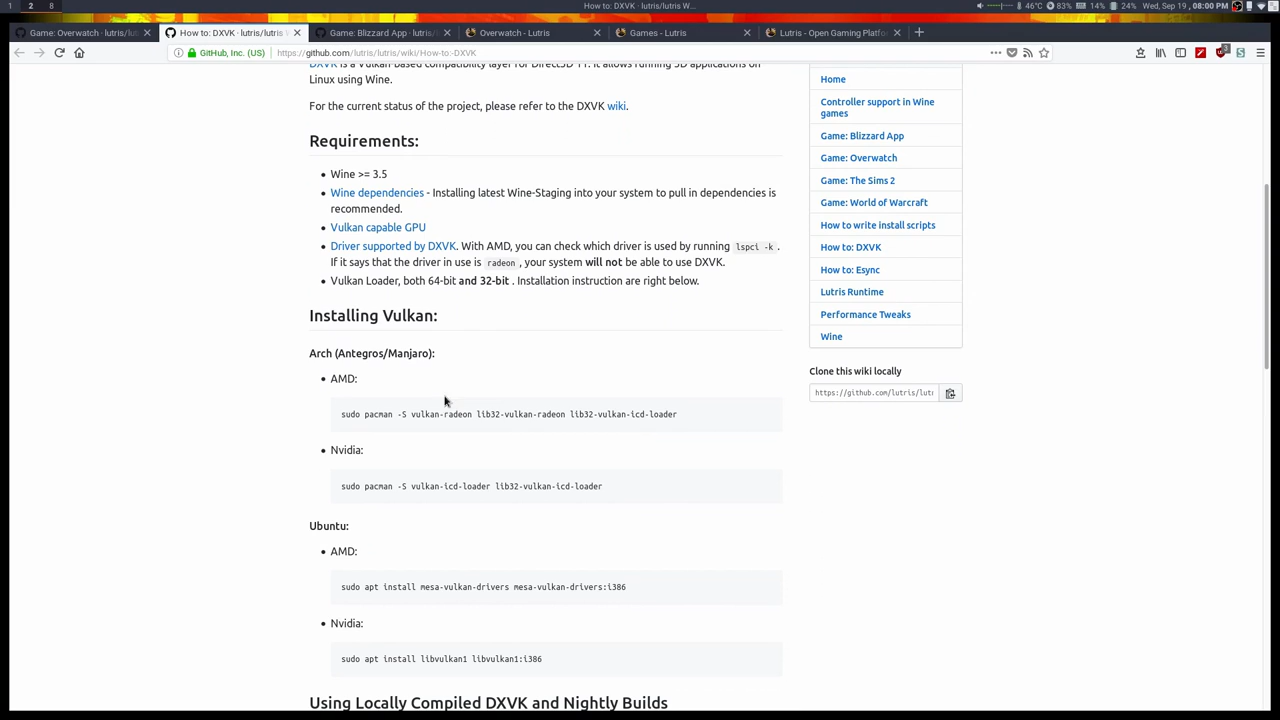 1 2 8 How to: DXVK · lutris/lutris W... 46°C 83% 14% 24% Wed, Sep 19 , 08:00 PM
Game: Overwatch · lutris/lut How to: DXVK · lutris/lutris W Game: Blizzard App · lutris/l Overwatch - Lutris Games - Lutris Lutris - Open Gaming Platfo
GitHub, Inc. (US) https://github.com/lutris/lutris/wiki/How-to:-DXVK
DXVK is a Vulkan-based compatibility layer for Direct3D 11. It allows running 3D applications on
Linux using Wine.
For the current status of the project, please refer to the DXVK wiki.
Requirements:
Wine >= 3.5
Wine dependencies - Installing latest Wine-Staging into your system to pull in dependencies is
recommended.
Vulkan capable GPU
Driver supported by DXVK. With AMD, you can check which driver is used by running lspci -k .
If it says that the driver in use is radeon , your system will not be able to use DXVK.
Vulkan Loader, both 64-bit and 32-bit . Installation instruction are right below.
Installing Vulkan:
Arch (Antegros/Manjaro):
AMD:
sudo pacman -S vulkan-radeon lib32-vulkan-radeon lib32-vulkan-icd-loader
Nvidia:
sudo pacman -S vulkan-icd-loader lib32-vulkan-icd-loader
Ubuntu:
AMD:
sudo apt install mesa-vulkan-drivers mesa-vulkan-drivers:i386
Nvidia:
sudo apt install libvulkan1 libvulkan1:i386
Using Locally Compiled DXVK and Nightly Builds
Home
Controller support in Wine
games
Game: Blizzard App
Game: Overwatch
Game: The Sims 2
Game: World of Warcraft
How to write install scripts
How to: DXVK
How to: Esync
Lutris Runtime
Performance Tweaks
Wine
Clone this wiki locally
https://github.com/lutris/lut